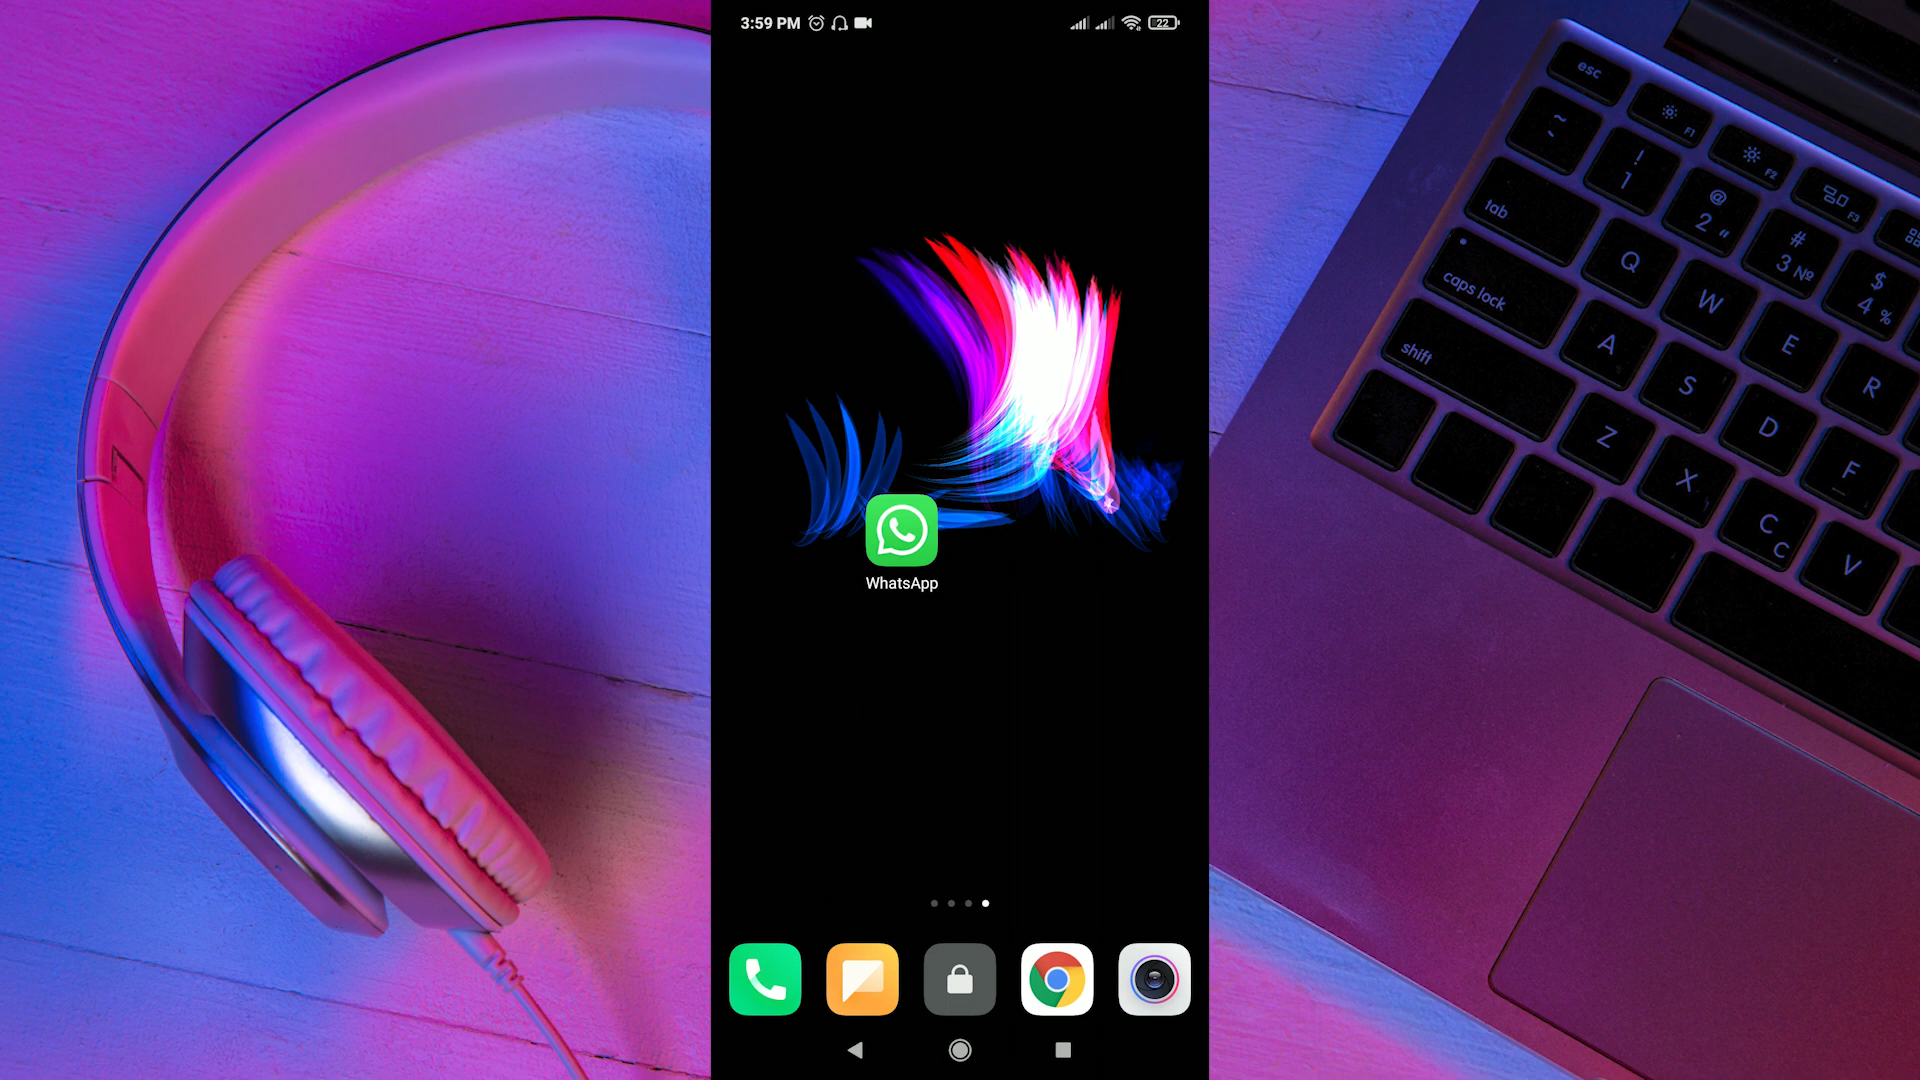 3:59 PM
22
WhatsApp
esc
F1
F2
F3
~
!
1
@
2 “
#
3 №
$
4 %
tab
Q
W
E
R
caps lock
A
S
D
F
shift
Z
X
C C
V